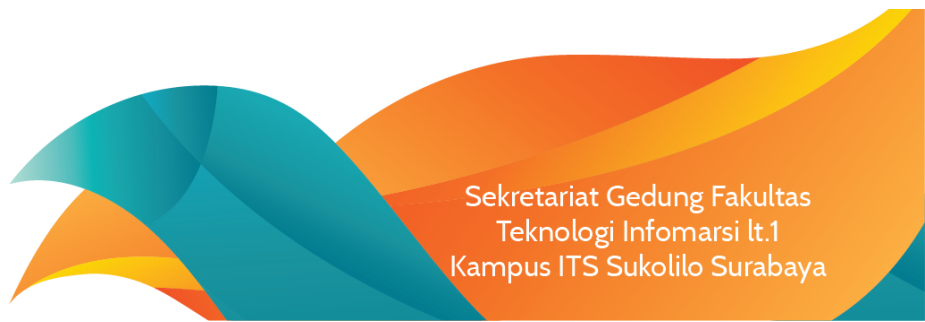 Sekretariat Gedung Fakultas
Teknologi Infomarsi lt.1
Kampus ITS Sukolilo Surabaya